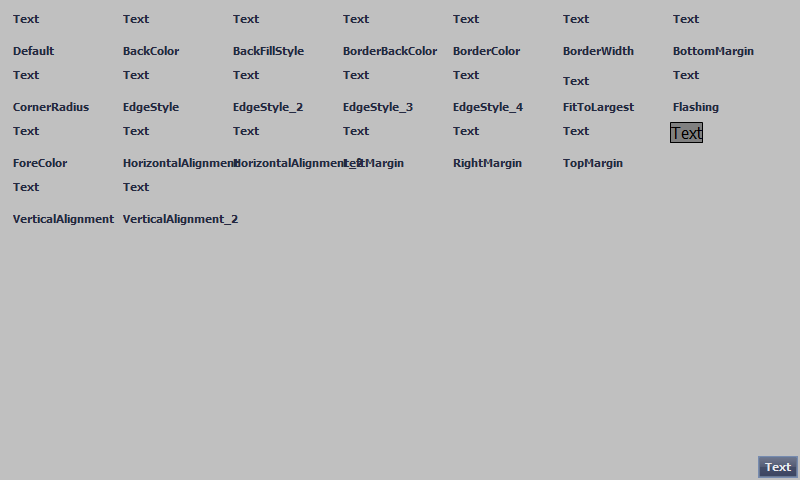 Text Text Text Text Text Text Text
Default BackColor BackFillStyle BorderBackColor BorderColor BorderWidth BottomMargin
Text Text Text Text Text Text Text
CornerRadius EdgeStyle EdgeStyle_2 EdgeStyle_3 EdgeStyle_4 FitToLargest Flashing
Text Text Text Text Text Text Text
ForeColor HorizontalAlignment HorizontalAlignment_2 LeftMargin RightMargin TopMargin
Text Text
VerticalAlignment VerticalAlignment_2
Text